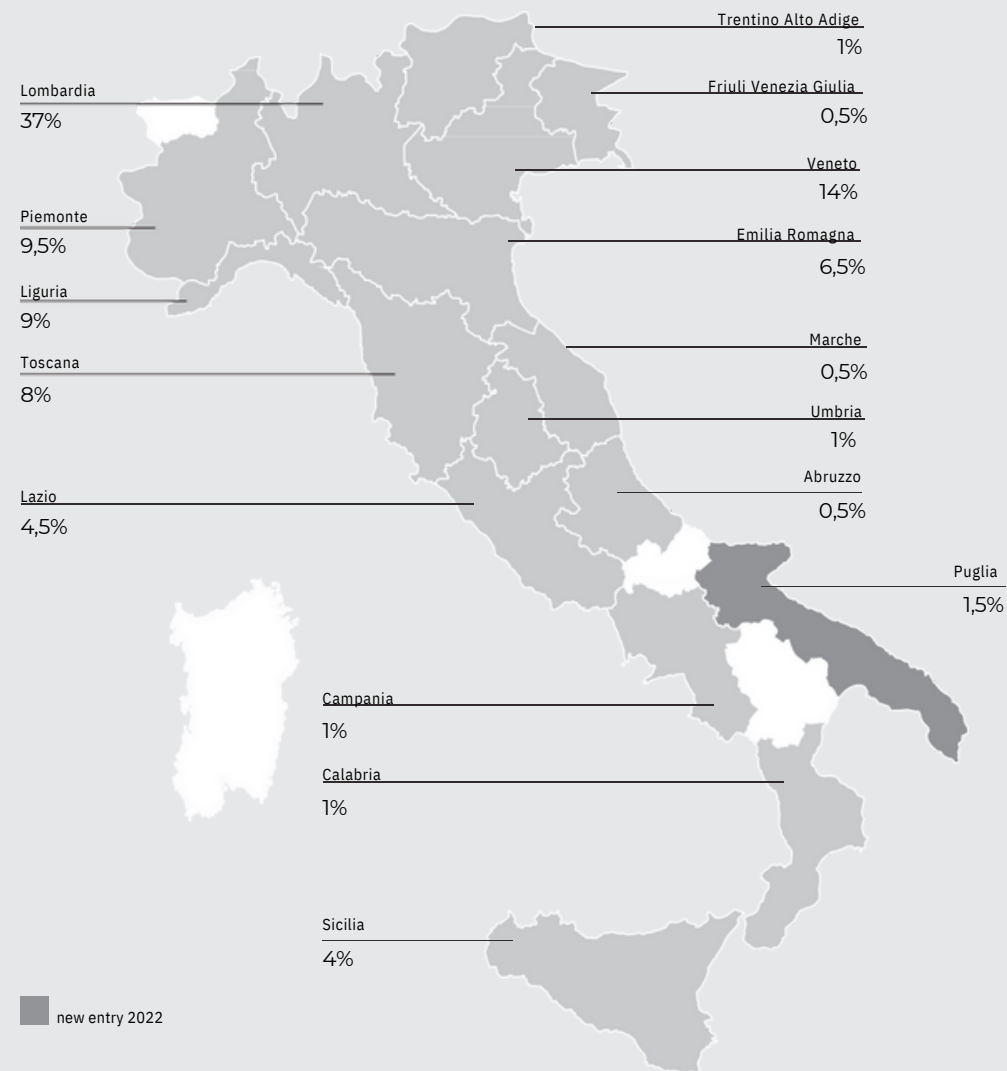 Trentino Alto Adige
1%
Friuli Venezia Giulia
0,5%
Lombardia
37%
Veneto
14%
Piemonte
9,5%
Emilia Romagna
6,5%
Liguria
9%
Marche
0,5%
Toscana
8%
Umbria
1%
Abruzzo
0,5%
Lazio
4,5%
Puglia
1,5%
Campania
1%
Calabria
1%
Sicilia
4%
new entry 2022